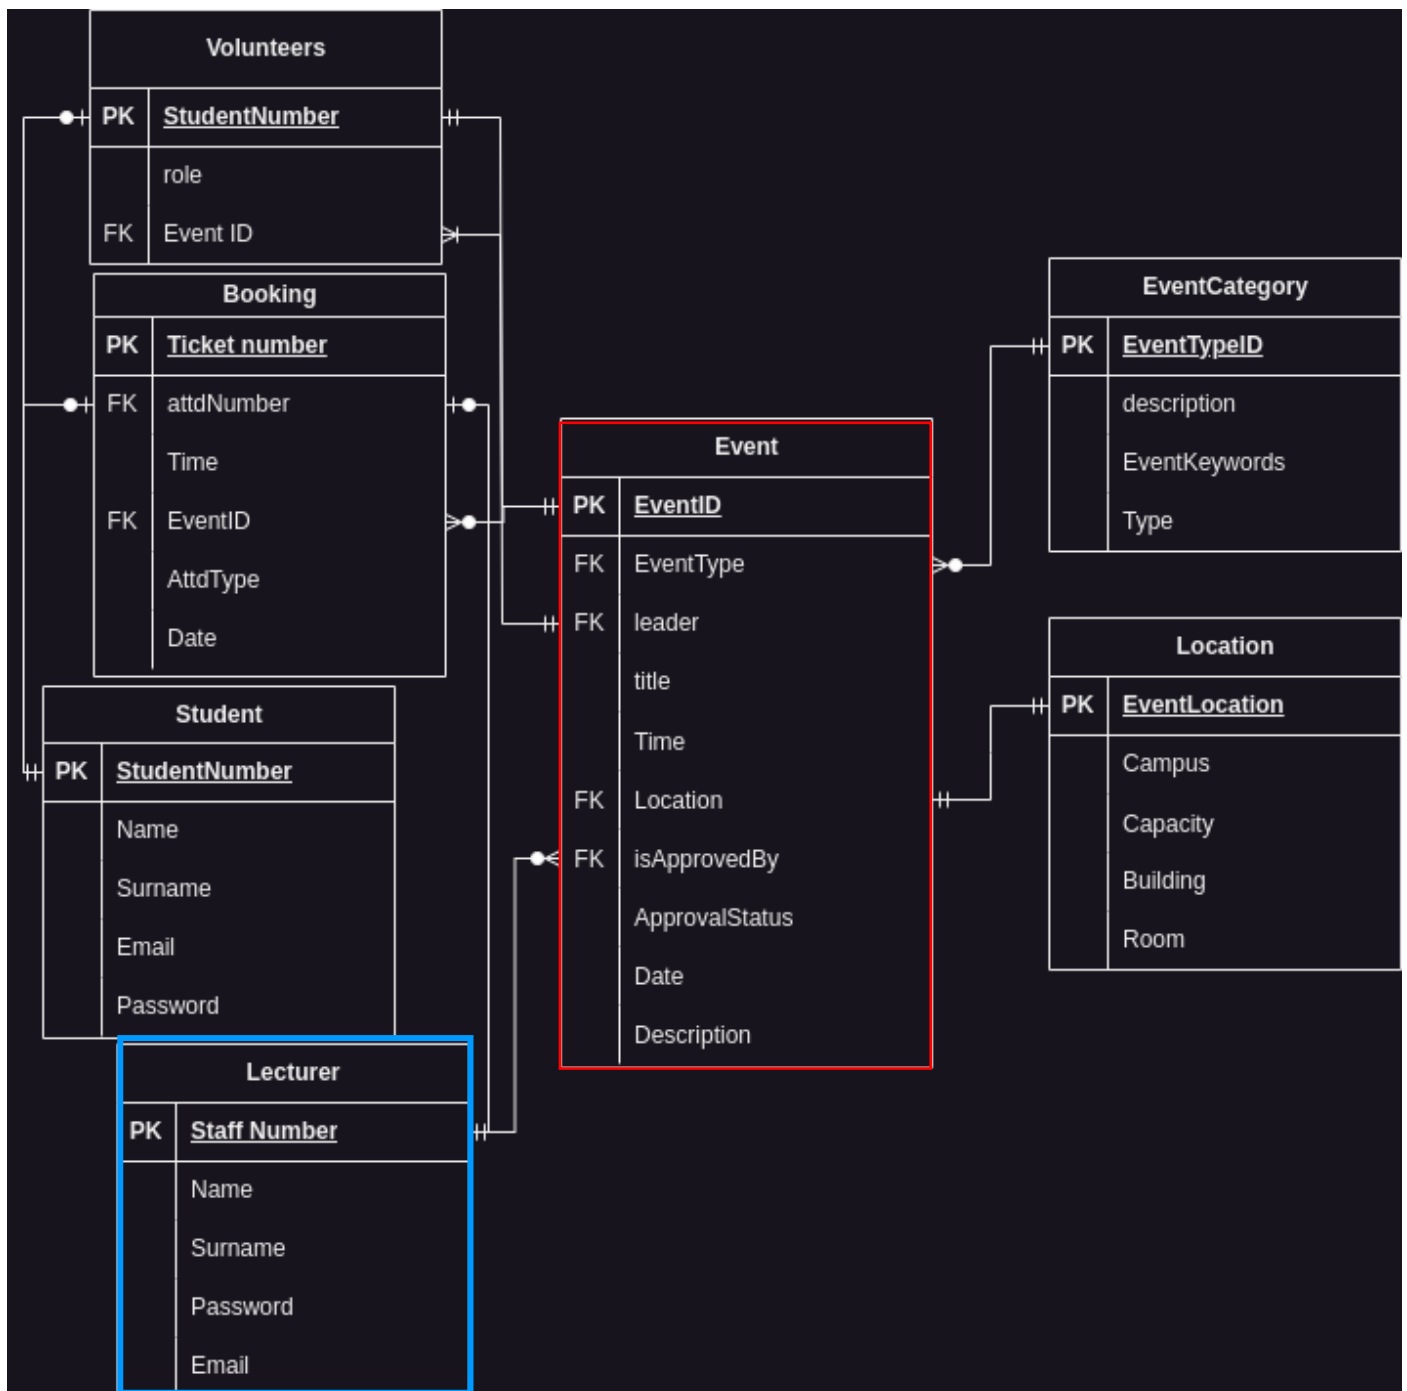 Volunteers
PK StudentNumber
role
FK Event ID
Booking
PK Ticket number
FK attdNumber
Time
FK EventID
AttdType
Date
Student
PK StudentNumber
Name
Surname
Email
Password
Lecturer
PK Staff Number
Name
Surname
Password
Email
Event
PK EventID
FK EventType
FK leader
title
Time
FK Location
FK isApprovedBy
ApprovalStatus
Date
Description
EventCategory
PK EventTypeID
description
EventKeywords
Type
Location
PK EventLocation
Campus
Capacity
Building
Room